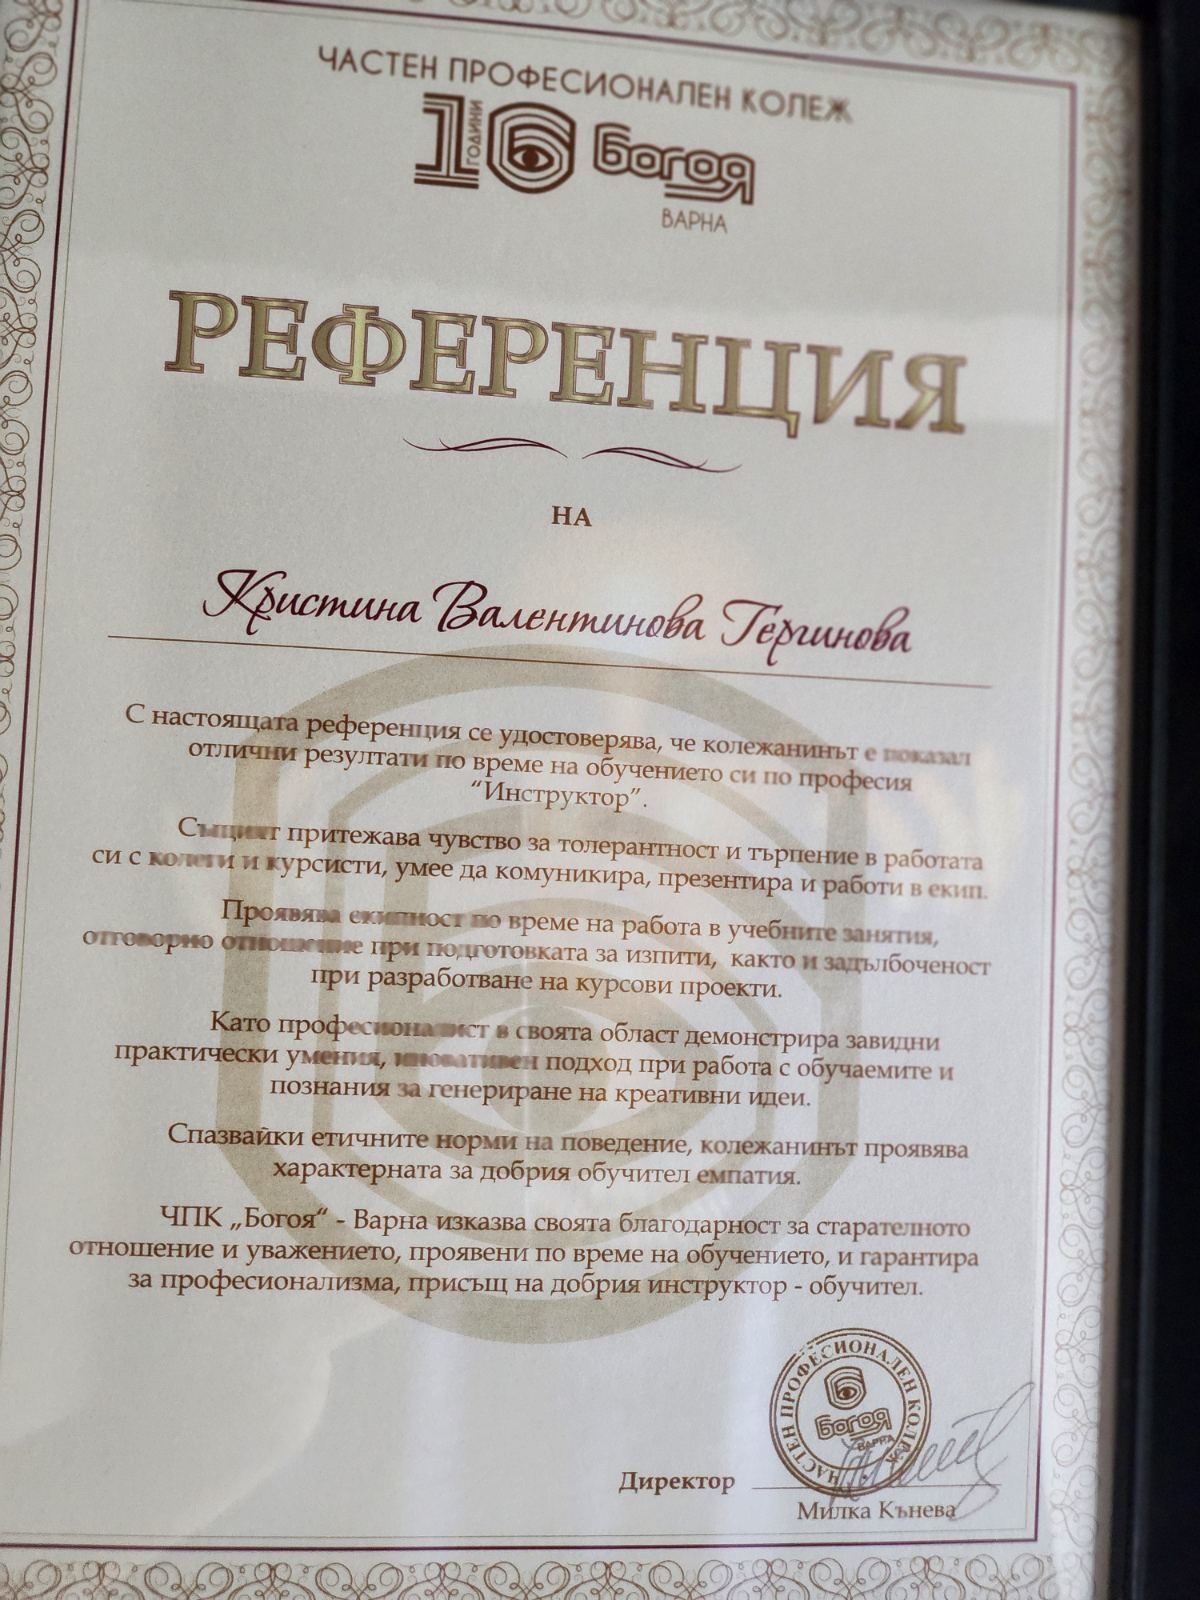 ЧАСТЕН ПРОФЕСИОНАЛЕН КОЛЕЖ
16 ГОДИНИ Богоя
ВАРНА
РЕФЕРЕНЦИЯ
НА
Кристина Валентинова Гергинова
С настоящата референция се удостоверява, че колежанинът е показал
отлични резултати по време на обучението си по професия
“Инструктор”.
Същият притежава чувство за толерантност и търпение в работата
си с колеги и курсисти, умее да комуникира, презентира и работи в екип.
Проявява екипност по време на работа в учебните занятия,
отговорно отношение при подготовката за изпити, както и задълбоченост
при разработване на курсови проекти.
Като професионалист в своята област демонстрира завидни
практически умения, иновативен подход при работа с обучаемите и
познания за генериране на креативни идеи.
Спазвайки етичните норми на поведение, колежанинът проявява
характерната за добрия обучител емпатия.
ЧПК „Богоя“ - Варна изказва своята благодарност за старателното
отношение и уважението, проявени по време на обучението, и гарантира
за професионализма, присъщ на добрия инструктор - обучител.
ЧАСТЕН ПРОФЕСИОНАЛЕН КОЛЕЖ
Богоя
ВАРНА
Директор
Милка Кънева